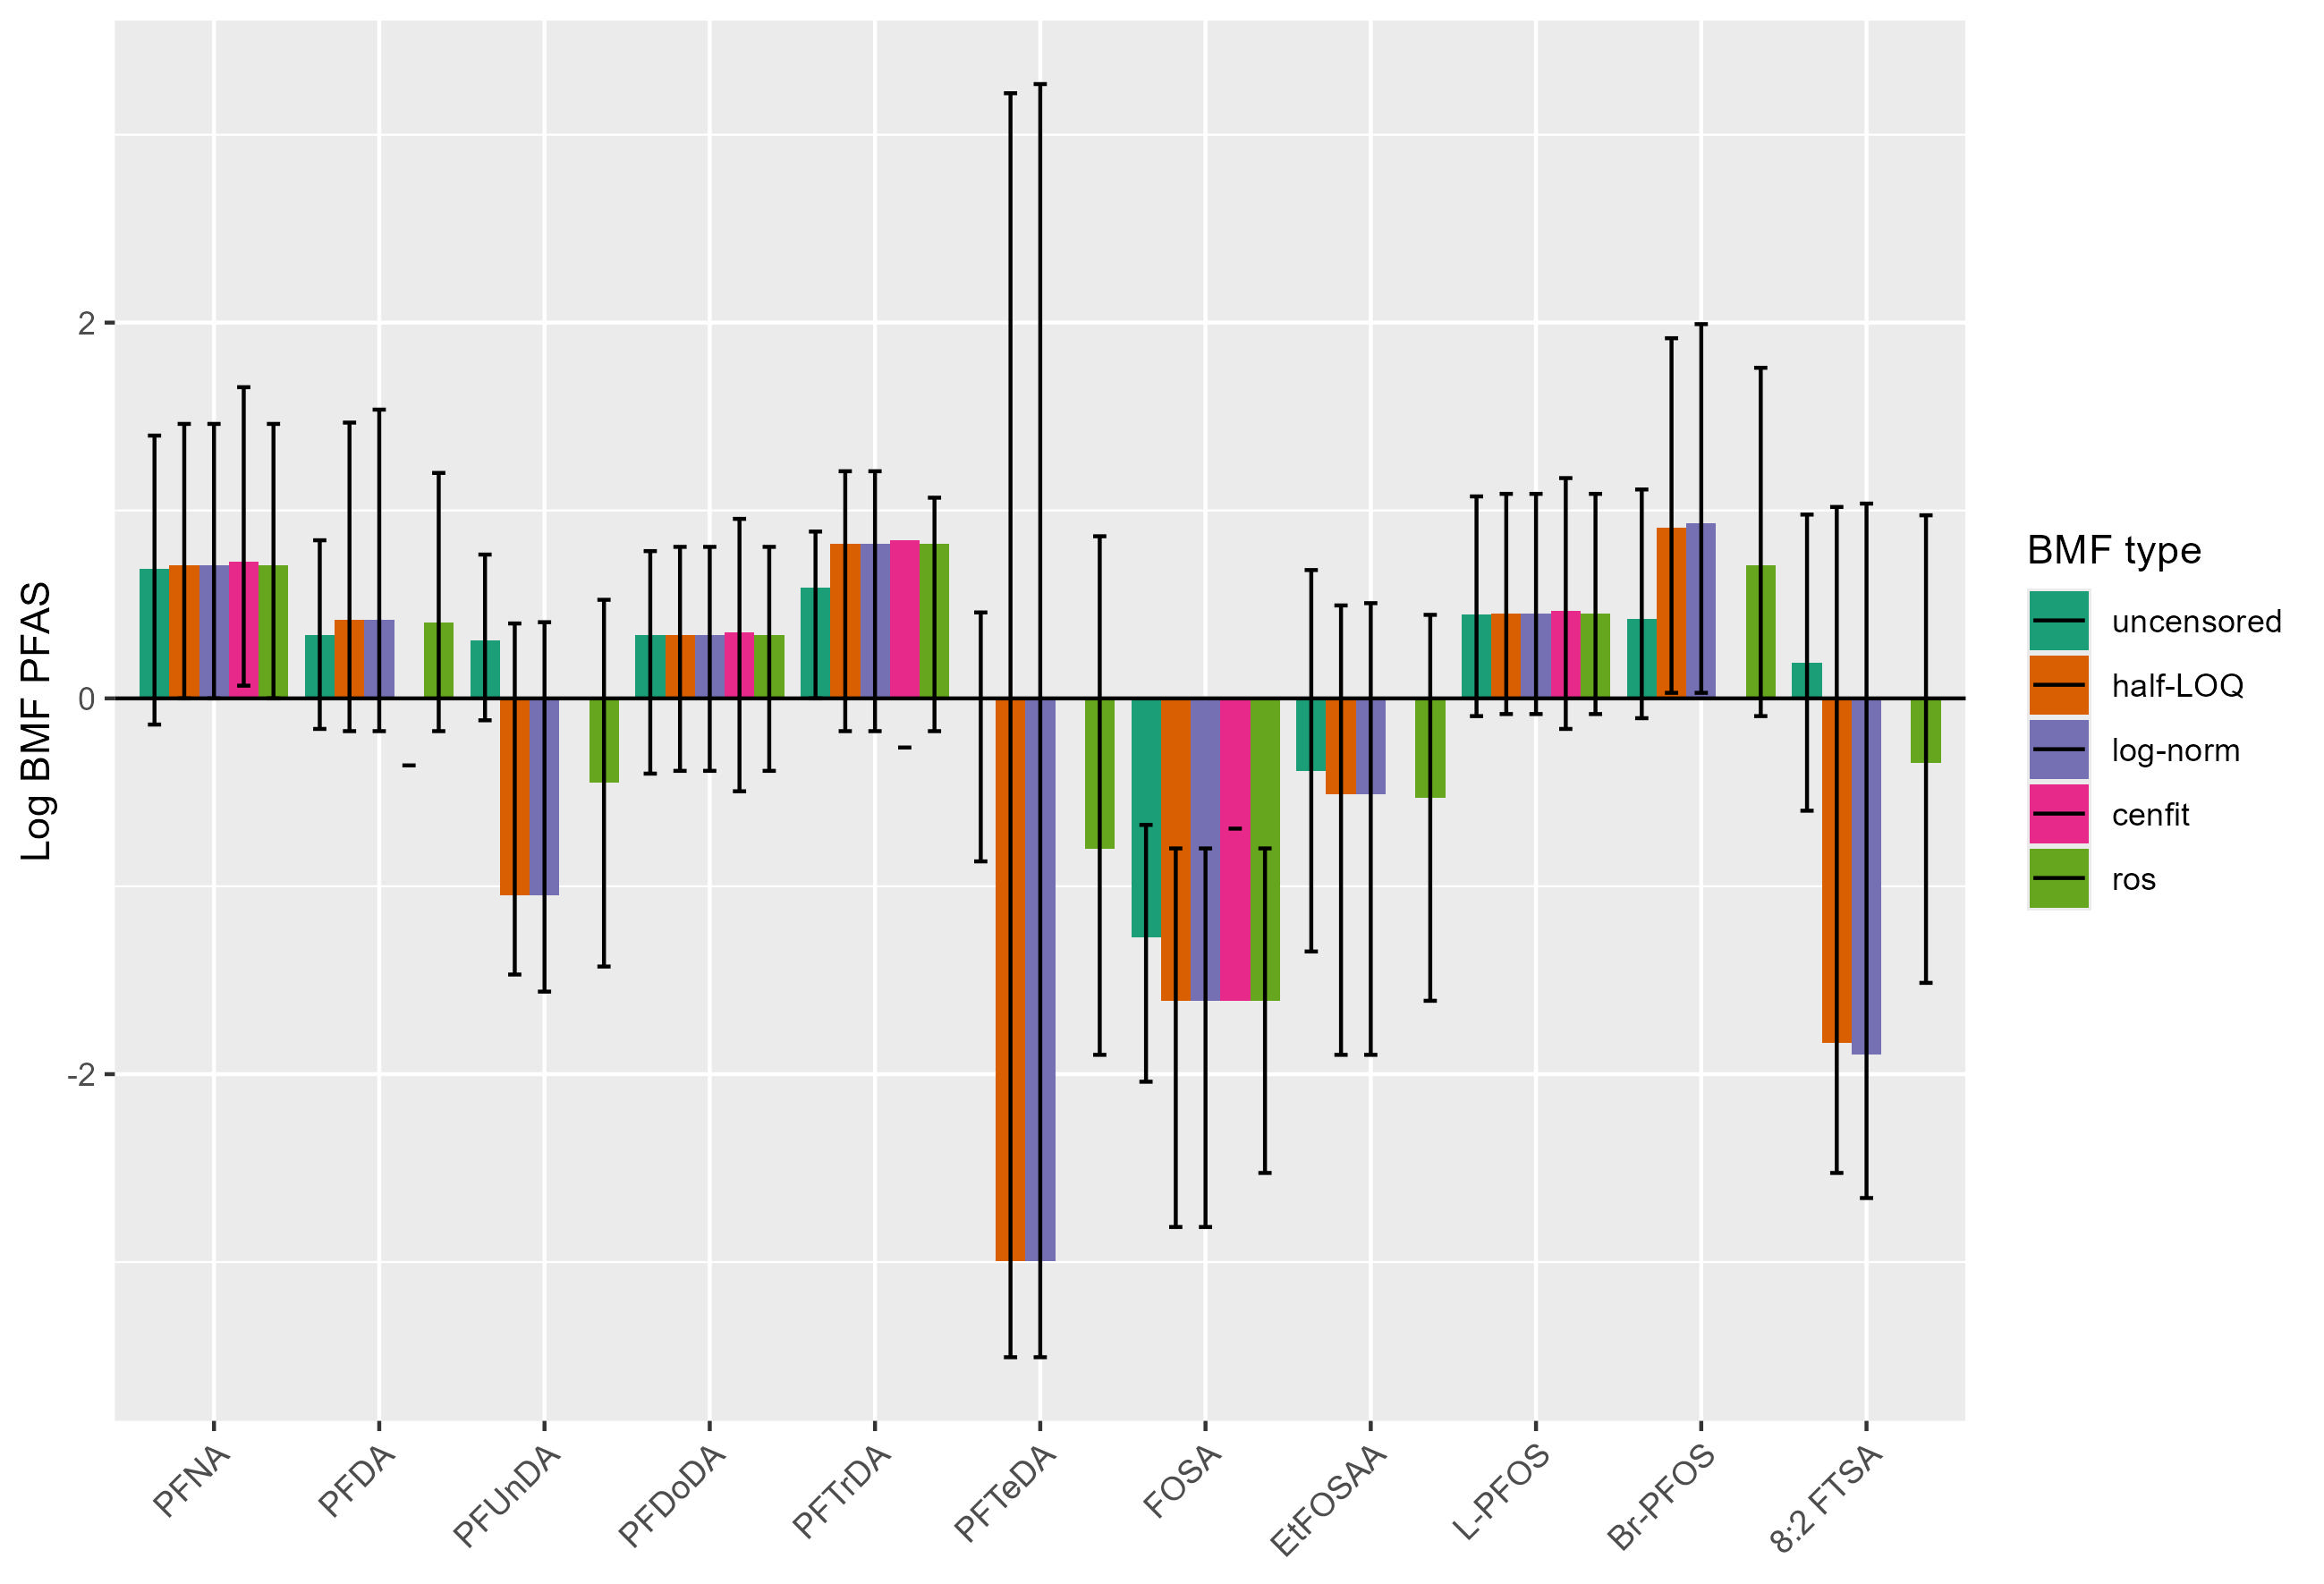 Log BMF PFAS
2
0
-2
PFNA
PFDA
PFUnDA
PFDoDA
PFTrDA
PFTeDA
FOSA
EtFOSAA
L-PFOS
Br-PFOS
8:2 FTSA
BMF type
uncensored
half-LOQ
log-norm
cenfit
ros